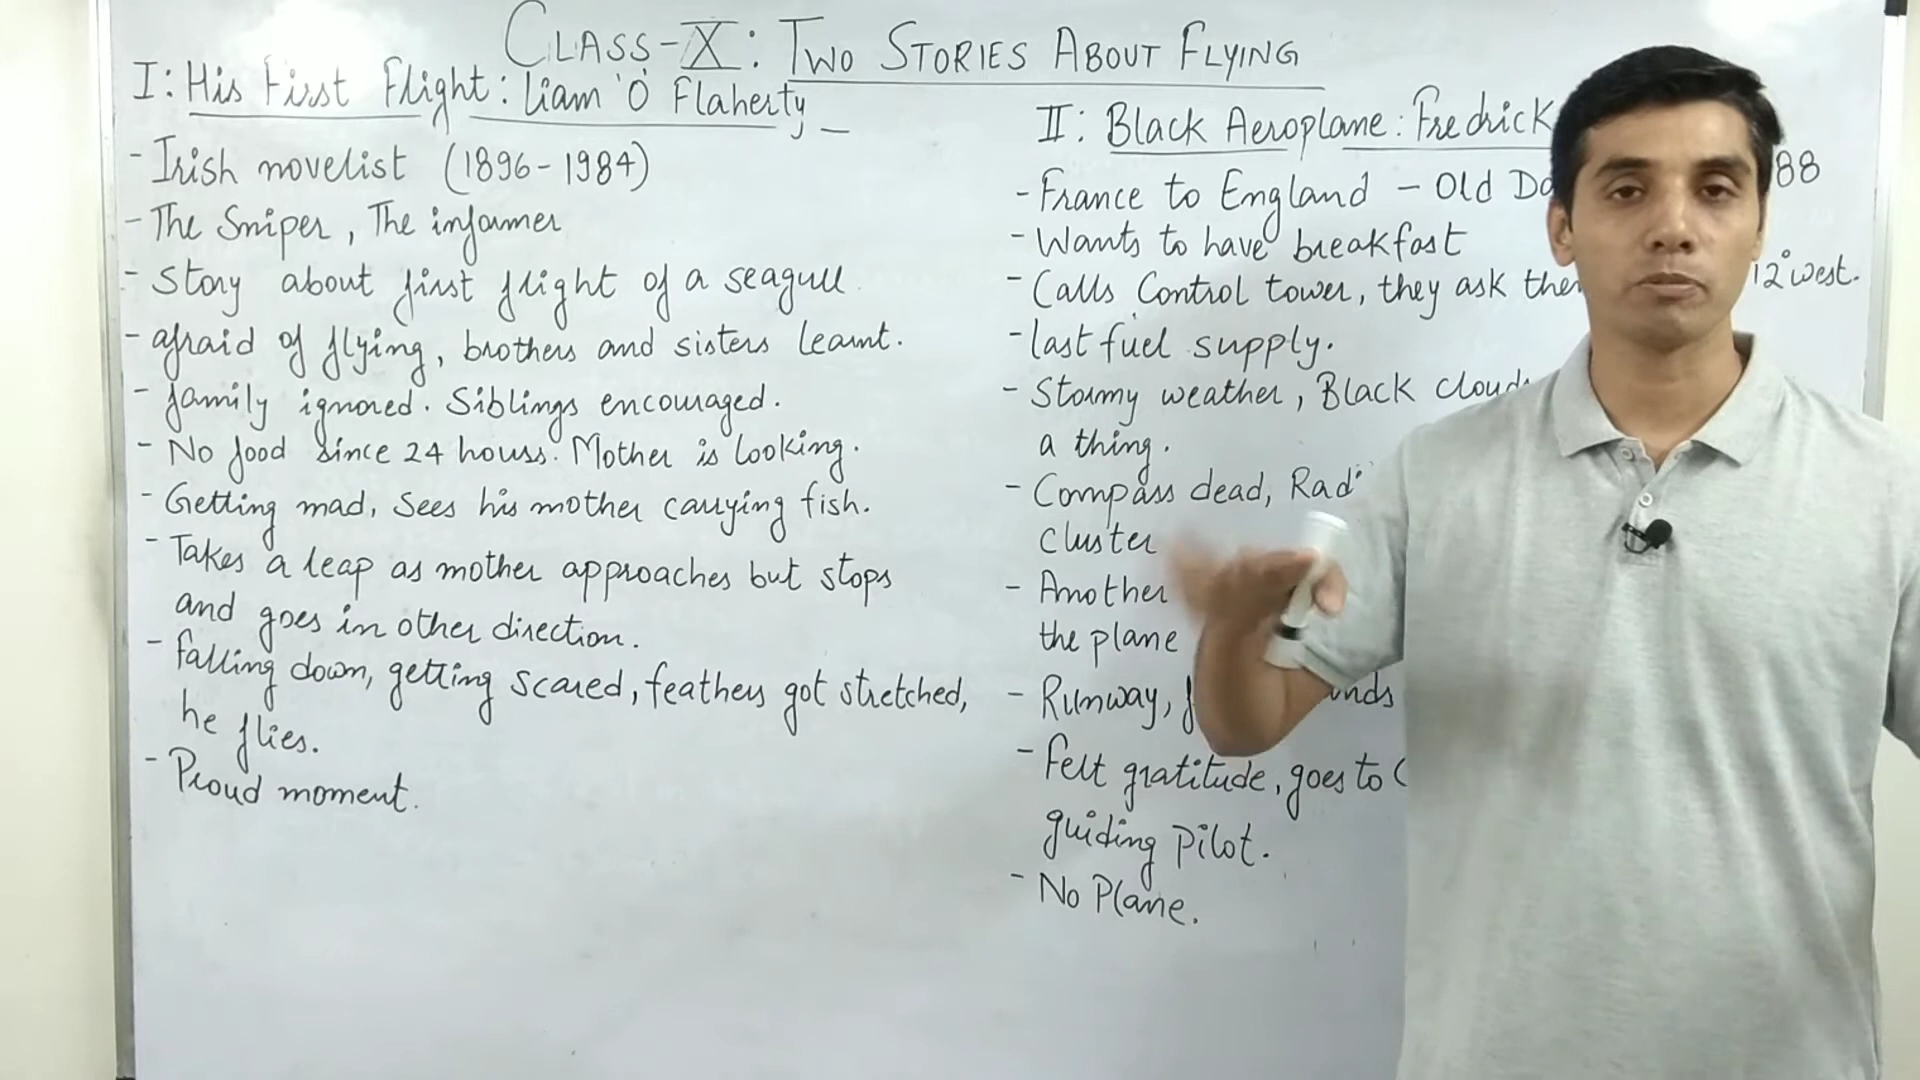 CLASS-X: TWO STORIES ABOUT FLYING
I: His First Flight: Liam 'O' Flaherty
- Irish novelist (1896-1984)
- The Sniper, The informer
- Story about first flight of a seagull.
- afraid of flying, brothers and sisters learnt.
- family ignored. Siblings encouraged.
- No food since 24 hours. Mother is looking.
- Getting mad, Sees his mother carrying fish.
- Takes a leap as mother approaches but stops
and goes in other direction.
- Falling down, getting scared, feathers got stretched,
he flies.
- Proud moment.
II: Black Aeroplane: Fredrick
- France to England - Old 88
- Wants to have breakfast
- Calls Control tower, they ask 12° west.
- last fuel supply.
- Stormy weather, Black
a thing.
- Compass dead,
cluster
- Another
the plane
- Runway,
- Felt gratitude, goes to
guiding Pilot.
- No Plane.